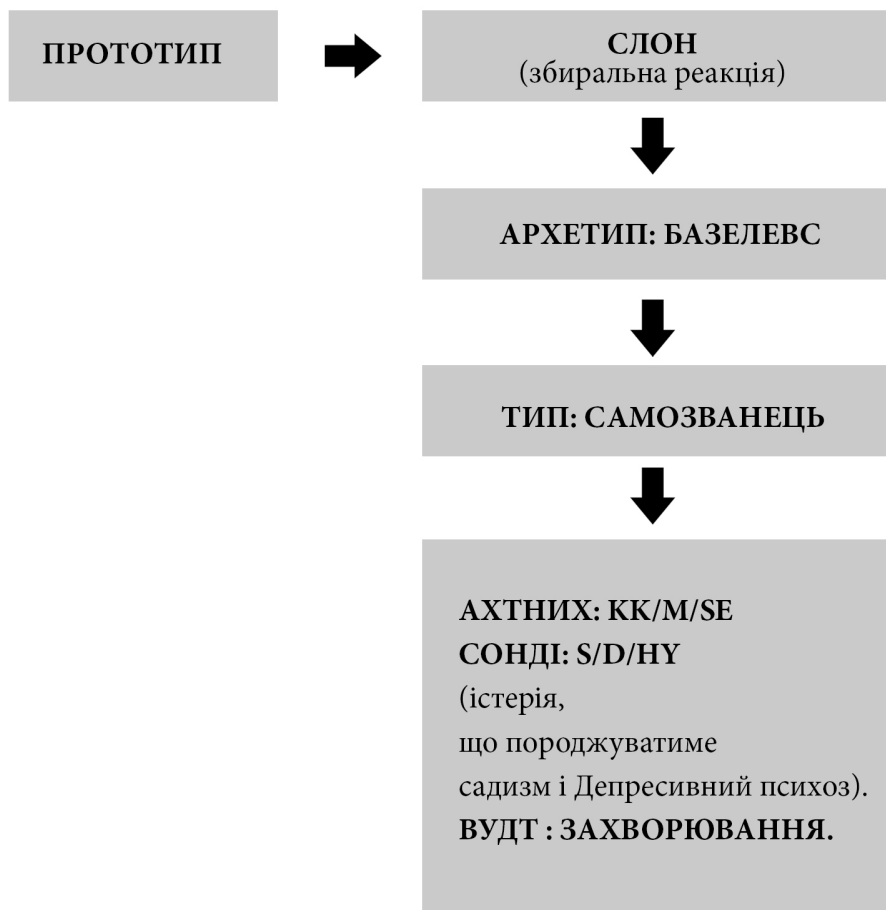 ПРОТОТИП
СЛОН
(збиральна реакція)
АРХЕТИП: БАЗЕЛЕВС
ТИП: САМОЗВАНЕЦЬ
АХТНИХ: KK/M/SE
СОНДІ: S/D/HY
(істерія,
що породжуватиме
садизм і Депресивний психоз).
ВУДТ : ЗАХВОРЮВАННЯ.